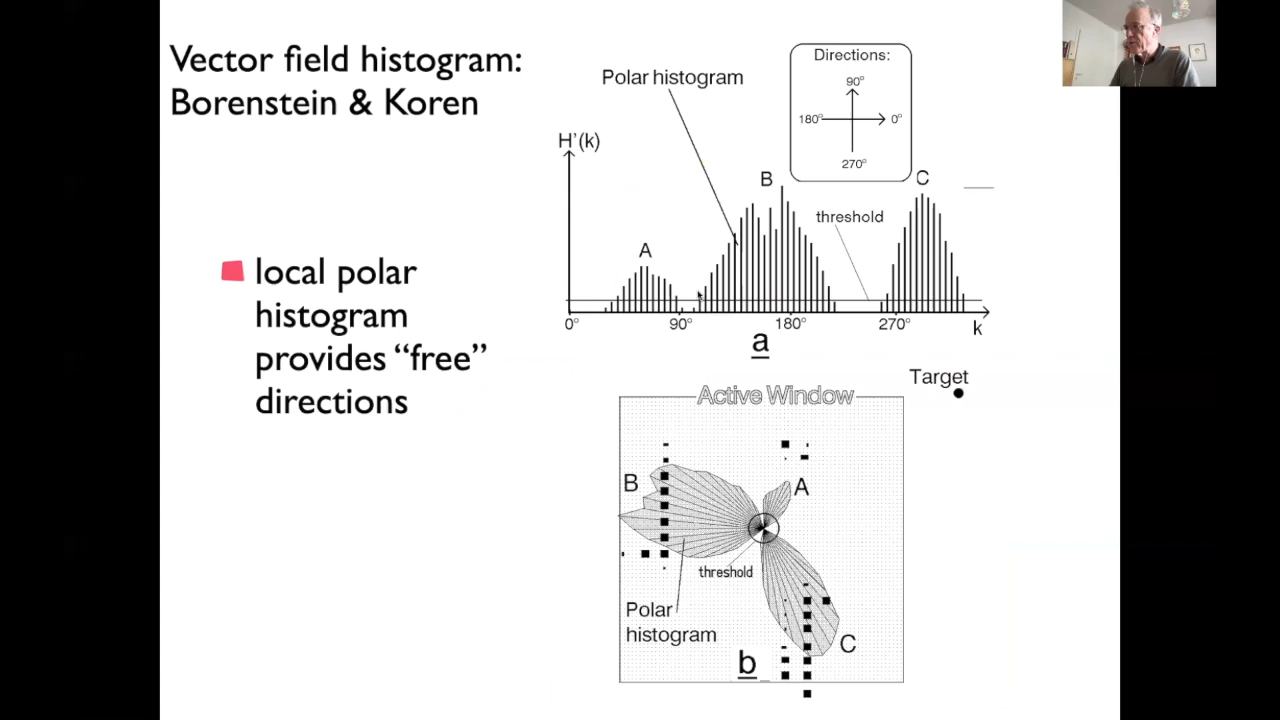 Vector field histogram:
Borenstein & Koren
local polar
histogram
provides “free”
directions
Polar histogram
Directions:
90°
180°
0°
270°
H'(k)
A
B
C
threshold
0°
90°
180°
270°
k
a
Target
Active Window
B
A
threshold
Polar
histogram
C
b